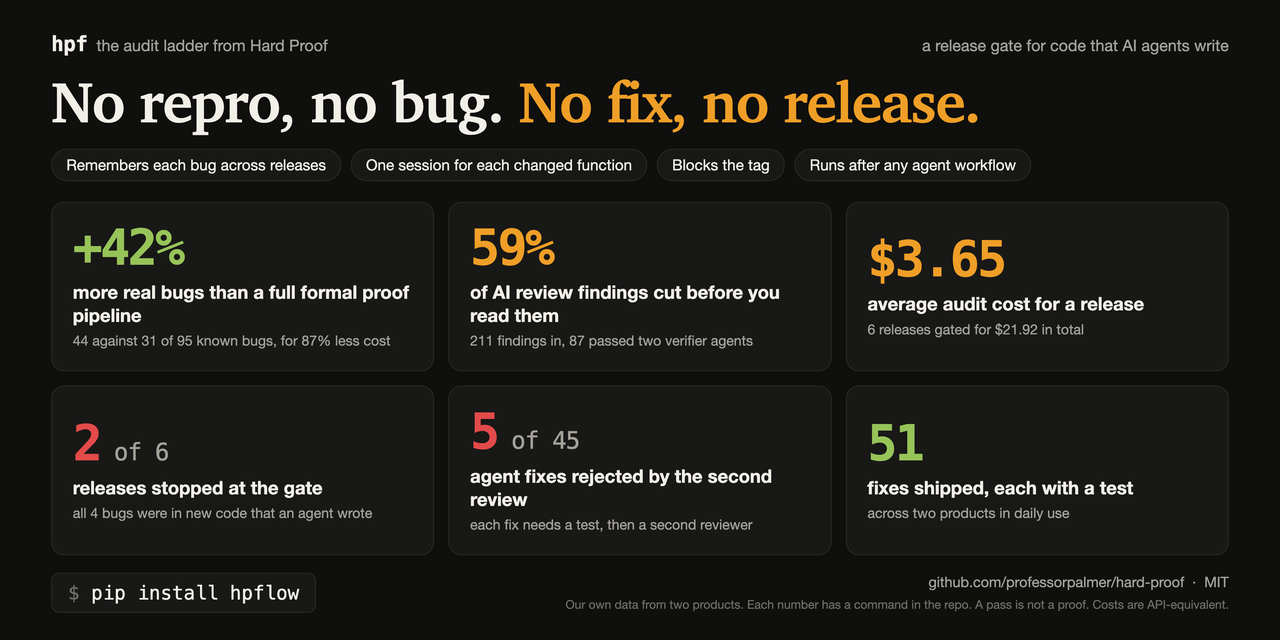 hpf the audit ladder from Hard Proof
a release gate for code that AI agents write
No repro, no bug. No fix, no release.
Remembers each bug across releases
One session for each changed function
Blocks the tag
Runs after any agent workflow
+42%
more real bugs than a full formal proof
pipeline
44 against 31 of 95 known bugs, for 87% less cost
59%
of AI review findings cut before you
read them
211 findings in, 87 passed two verifier agents
$3.65
average audit cost for a release
6 releases gated for $21.92 in total
2 of 6
releases stopped at the gate
all 4 bugs were in new code that an agent wrote
5 of 45
agent fixes rejected by the second
review
each fix needs a test, then a second reviewer
51
fixes shipped, each with a test
across two products in daily use
$ pip install hpflow
github.com/professorpalmer/hard-proof · MIT
Our own data from two products. Each number has a command in the repo. A pass is not a proof. Costs are API-equivalent.